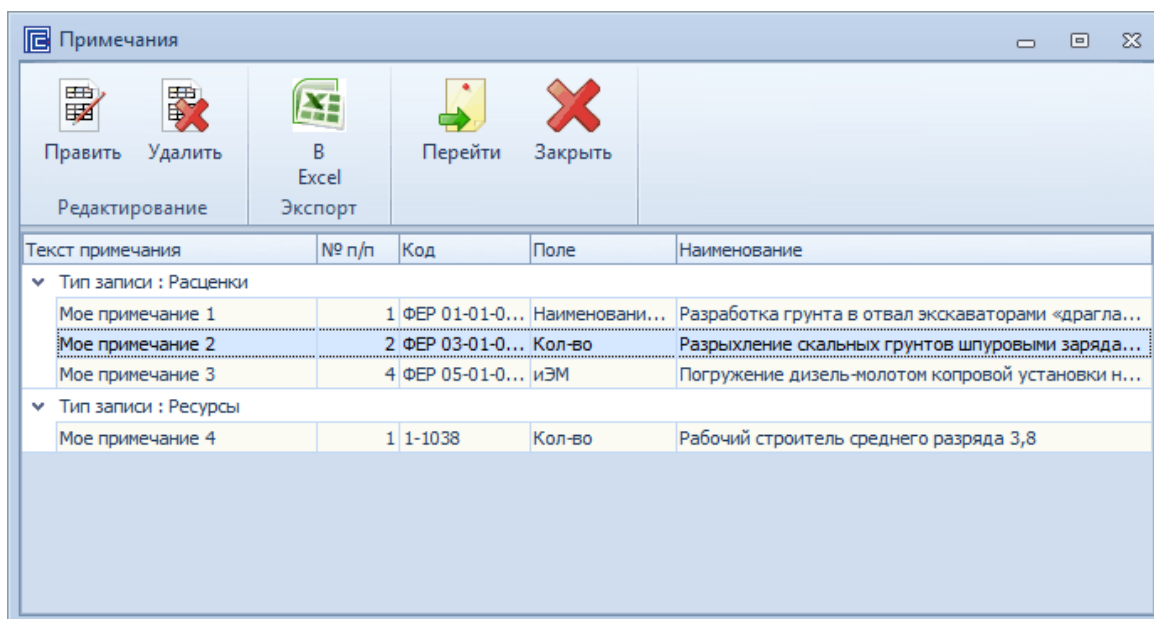 Примечания
Править Удалить В Excel Перейти Закрыть
Редактирование Экспорт
Текст примечания № п/п Код Поле Наименование
Тип записи : Расценки
Мое примечание 1 1 ФЕР 01-01-0... Наименовани... Разработка грунта в отвал экскаваторами «драгла...
Мое примечание 2 2 ФЕР 03-01-0... Кол-во Разрыхление скальных грунтов шпуровыми заряда...
Мое примечание 3 4 ФЕР 05-01-0... иЭМ Погружение дизель-молотом копровой установки н...
Тип записи : Ресурсы
Мое примечание 4 1 1-1038 Кол-во Рабочий строитель среднего разряда 3,8